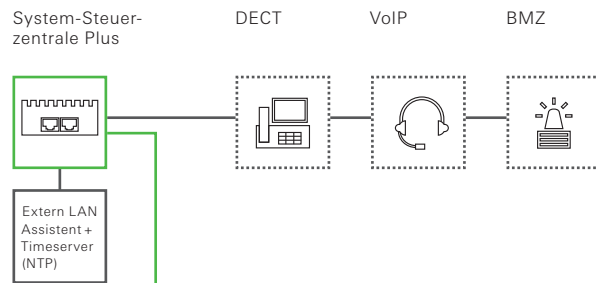 System-Steuer-
zentrale Plus
DECT
VoIP
BMZ
Extern LAN
Assistent +
Timeserver
(NTP)